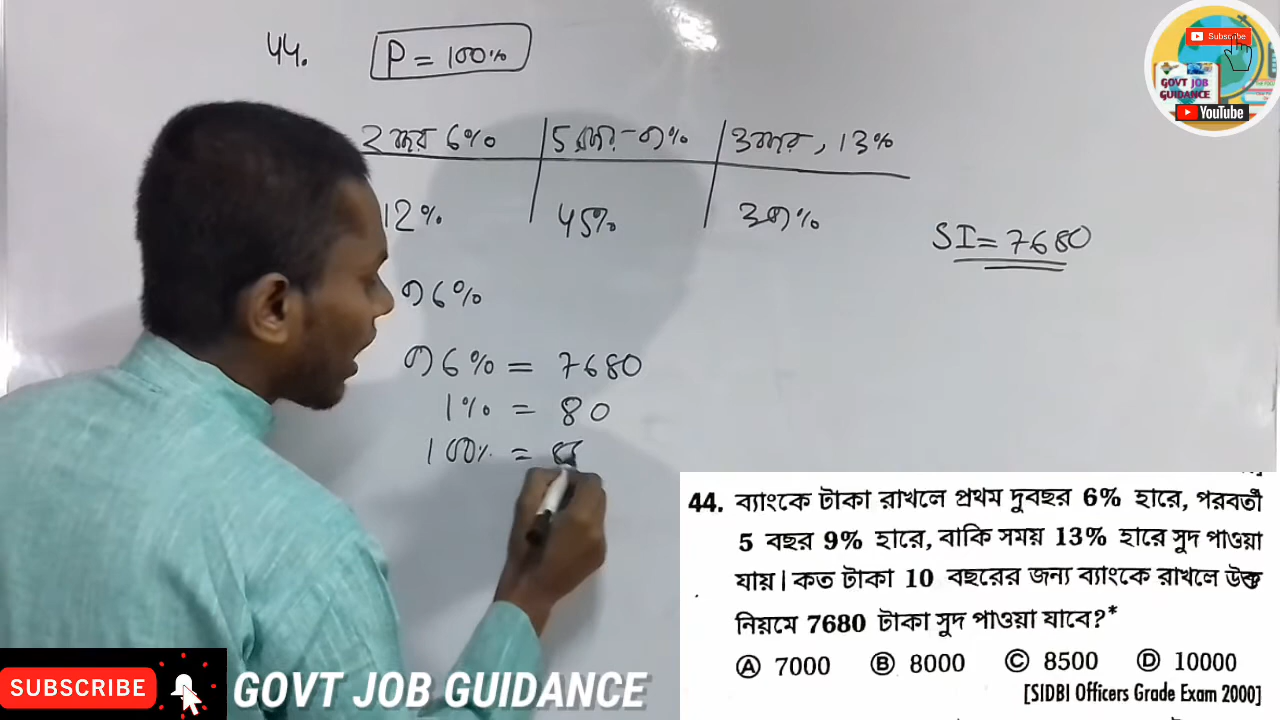 44. P = 100%
2 বছর 6% 5 বছর - 9% 3 বছর, 13%
12% 45% 39%
SI = 7680
96%
96% = 7680
1% = 80
100% =
44. ব্যাংকে টাকা রাখলে প্রথম দুবছর 6% হারে, পরবর্তী
5 বছর 9% হারে, বাকি সময় 13% হারে সুদ পাওয়া
যায়। কত টাকা 10 বছরের জন্য ব্যাংকে রাখলে উক্ত
নিয়মে 7680 টাকা সুদ পাওয়া যাবে?*
Ⓐ 7000 Ⓑ 8000 Ⓒ 8500 Ⓓ 10000
[SIDBI Officers Grade Exam 2000]
Subscribe
GOVT JOB
GUIDANCE
YouTube
SUBSCRIBE GOVT JOB GUIDANCE